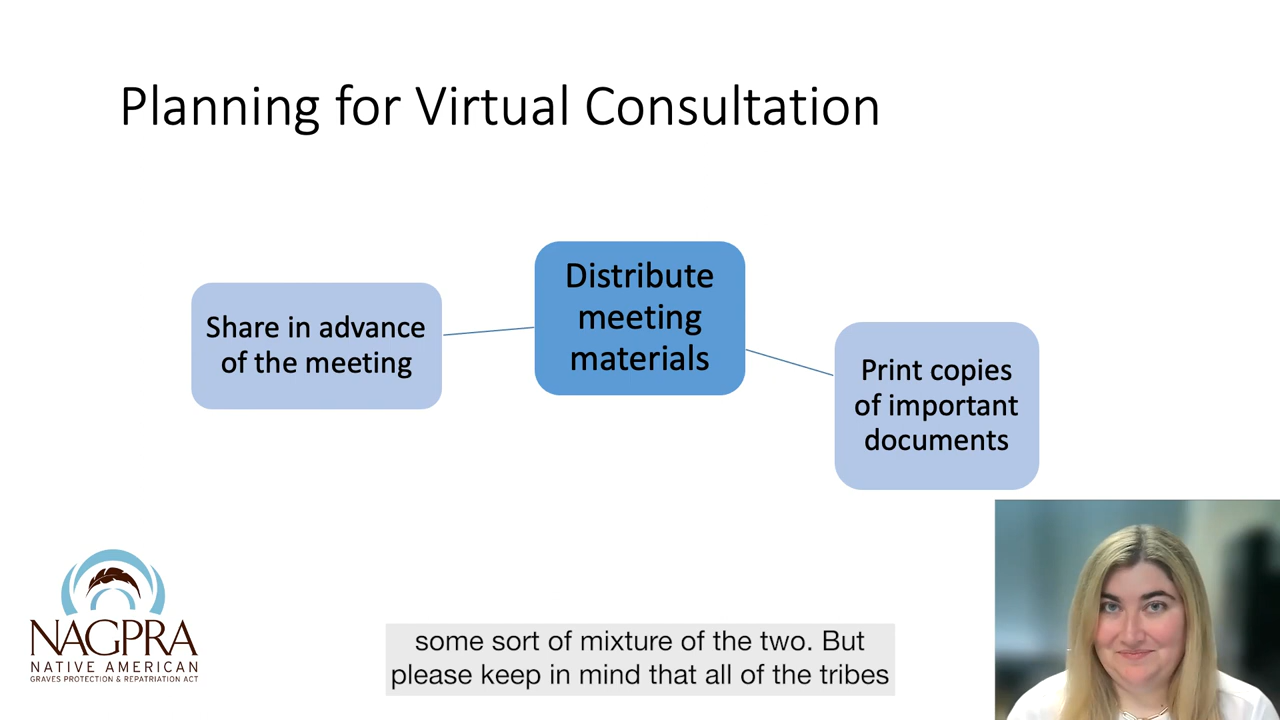 Planning for Virtual Consultation
Share in advance
of the meeting
Distribute
meeting
materials
Print copies
of important
documents
NAGPRA
NATIVE AMERICAN
GRAVES PROTECTION & REPATRIATION ACT
some sort of mixture of the two. But
please keep in mind that all of the tribes